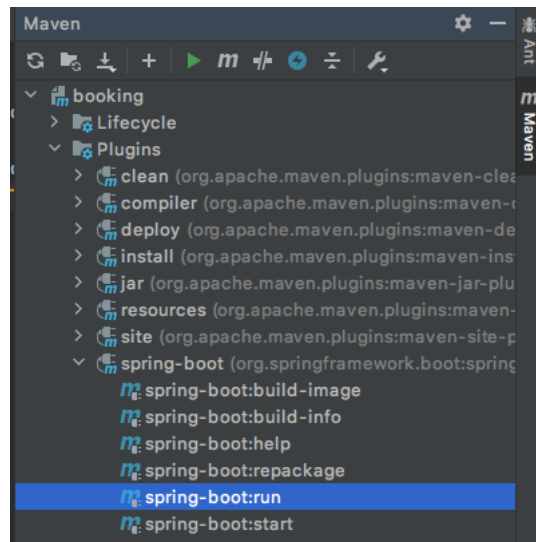 Maven
booking
Lifecycle
Plugins
clean (org.apache.maven.plugins:maven-clea
compiler (org.apache.maven.plugins:maven-c
deploy (org.apache.maven.plugins:maven-de
install (org.apache.maven.plugins:maven-ins
jar (org.apache.maven.plugins:maven-jar-plu
resources (org.apache.maven.plugins:maven-
site (org.apache.maven.plugins:maven-site-p
spring-boot (org.springframework.boot:spring
spring-boot:build-image
spring-boot:build-info
spring-boot:help
spring-boot:repackage
spring-boot:run
spring-boot:start
Ant
Maven